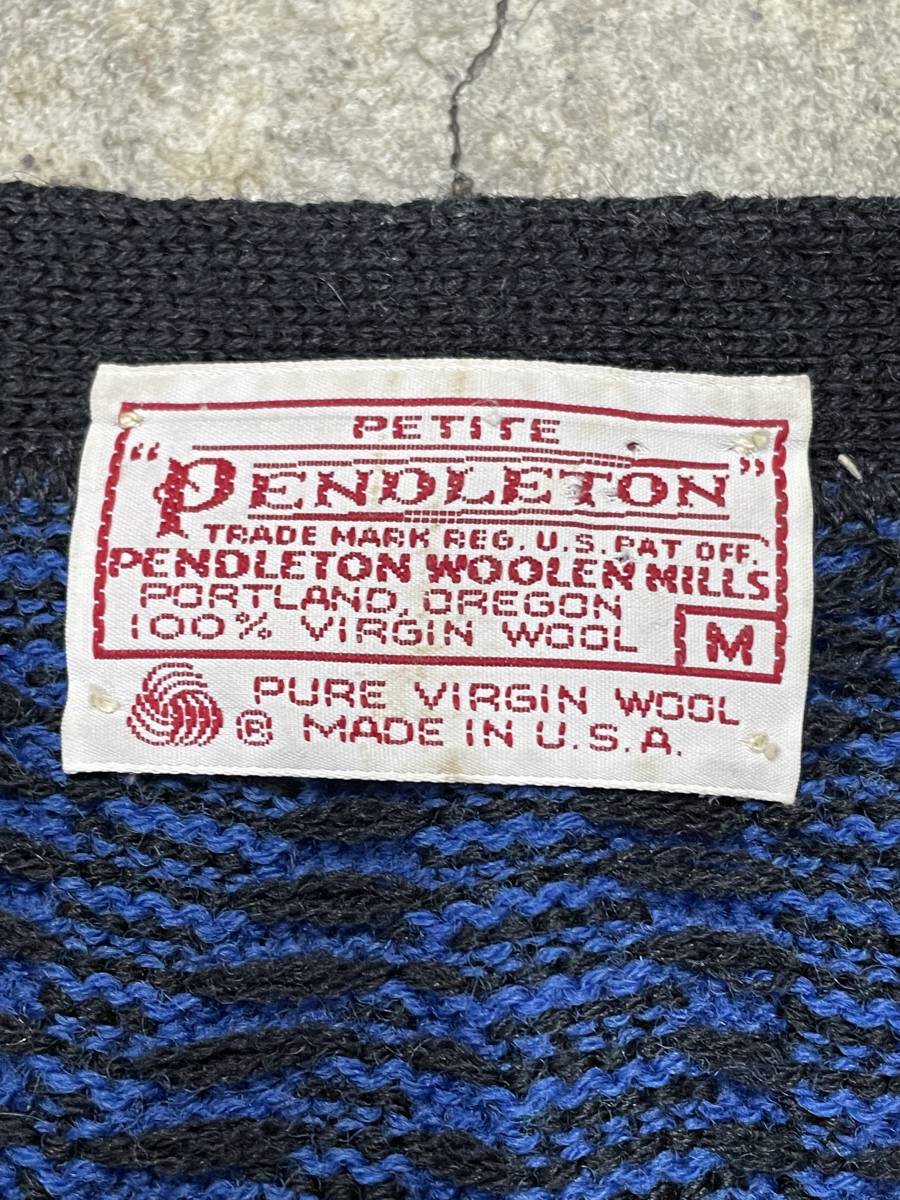 PETITE
"PENDLETON"
TRADE MARK REG. U.S. PAT OFF.
PENDLETON WOOLEN MILLS
PORTLAND, OREGON
100% VIRGIN WOOL
M
PURE VIRGIN WOOL
® MADE IN U.S.A.